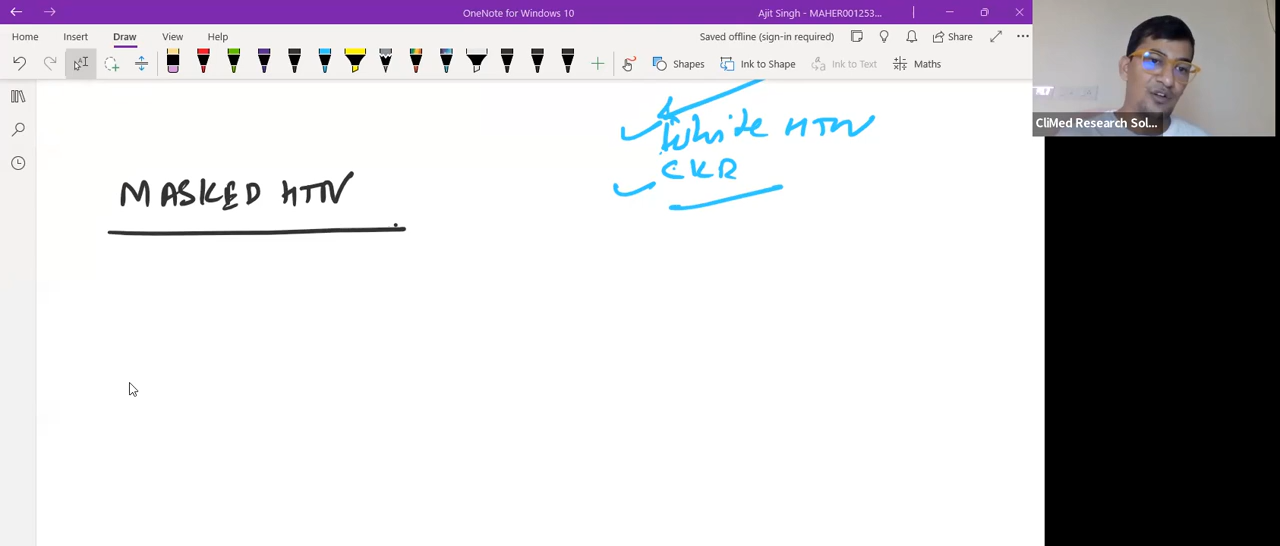 OneNote for Windows 10
Ajit Singh - MAHER001253...
Home Insert Draw View Help
Saved offline (sign-in required) Share
Shapes Ink to Shape Ink to Text Maths
CliMed Research Sol...
White HTN
CKD
MASKED HTN